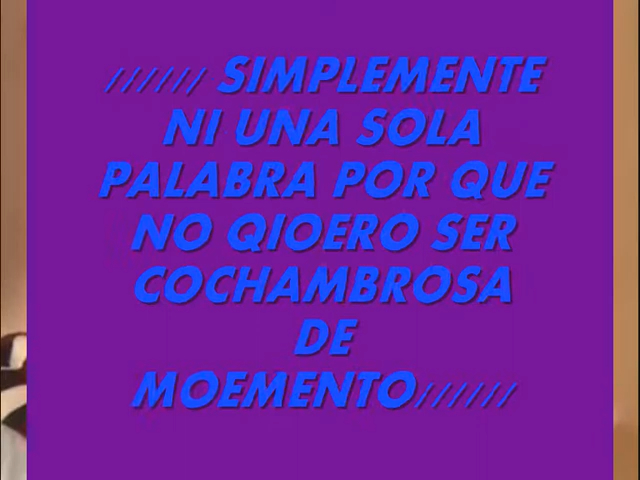 ////// SIMPLEMENTE
NI UNA SOLA
PALABRA POR QUE
NO QIOERO SER
COCHAMBROSA
DE
MOEMENTO//////